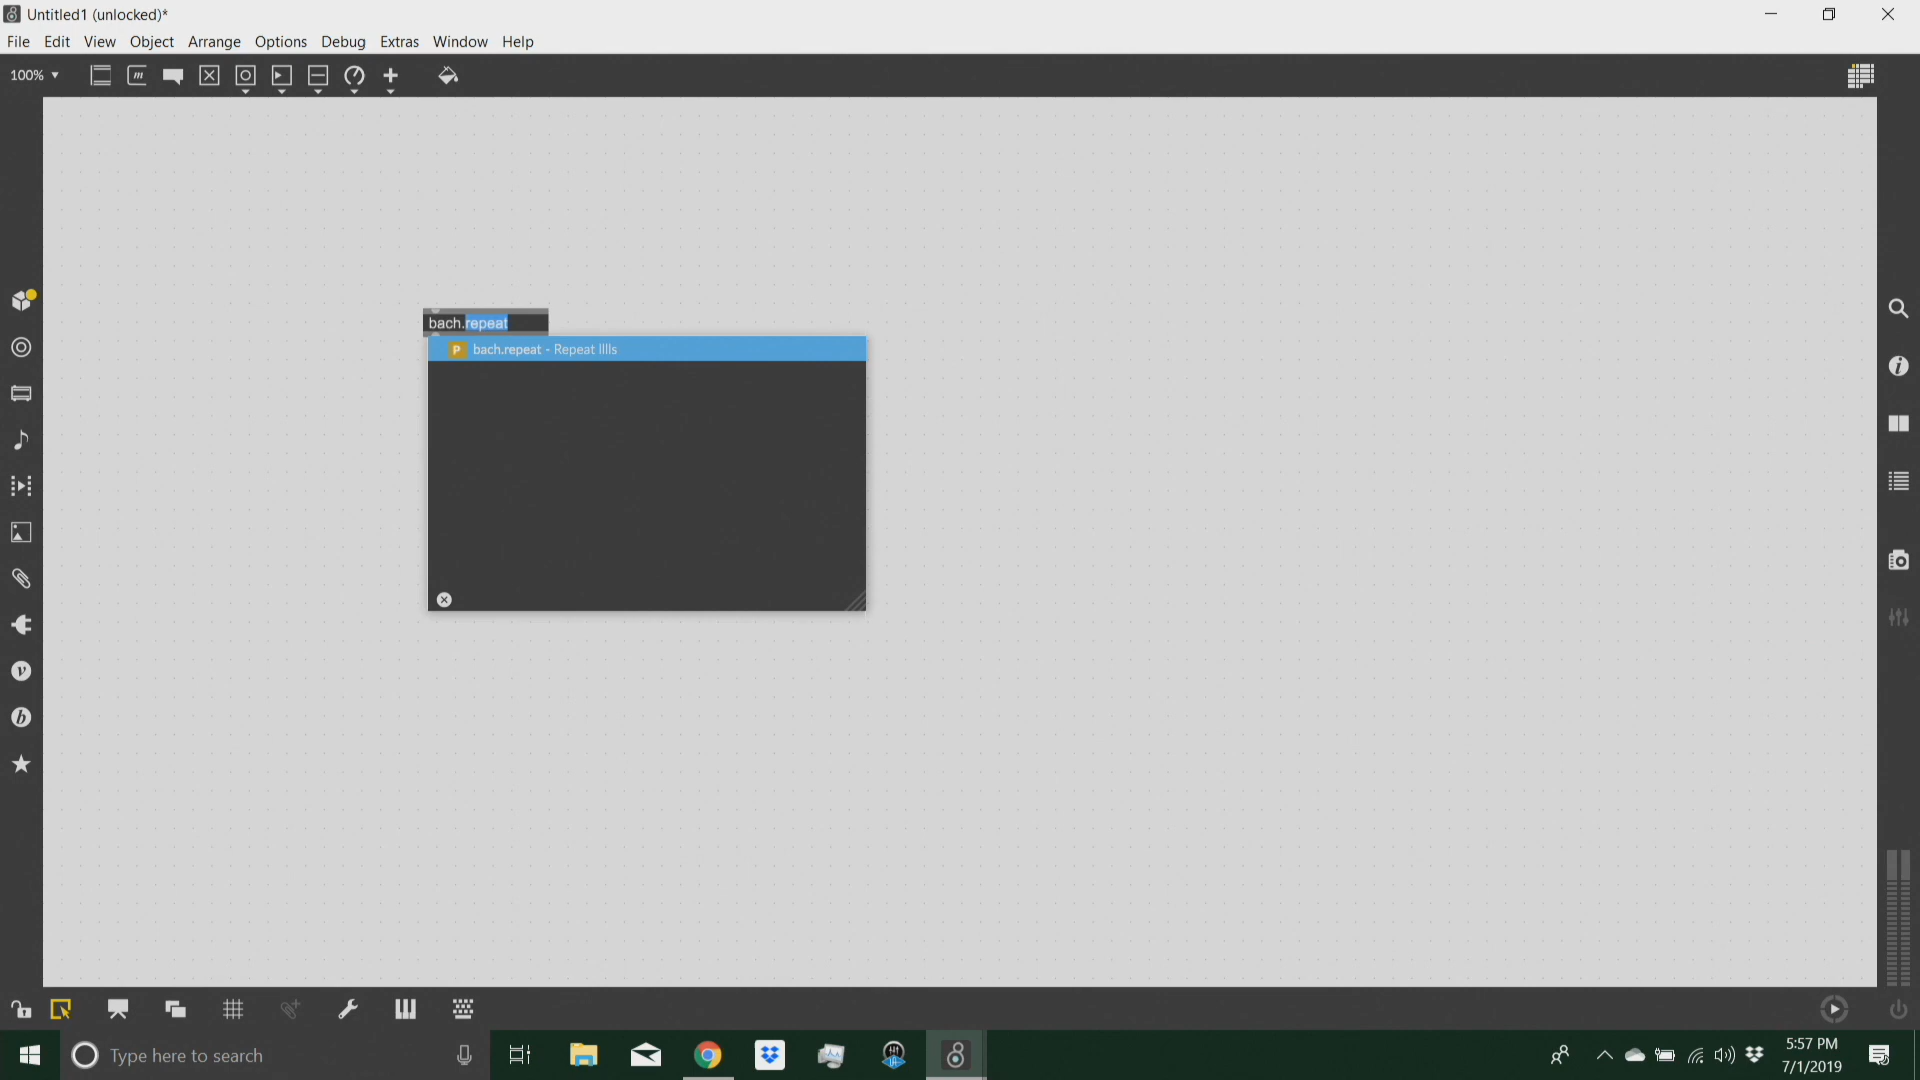 Untitled1 (unlocked)*
File Edit View Object Arrange Options Debug Extras Window Help
100%
bach.repeat
P bach.repeat - Repeat llls
Type here to search
5:57 PM
7/1/2019